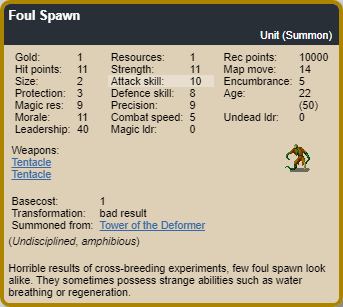 Foul Spawn
Unit (Summon)
Gold: 1 Resources: 1 Rec points: 10000
Hit points: 11 Strength: 11 Map move: 14
Size: 2 Attack skill: 10 Encumbrance: 5
Protection: 3 Defence skill: 8 Age: 22
Magic res: 9 Precision: 9 (50)
Morale: 11 Combat speed: 5 Undead ldr: 0
Leadership: 40 Magic ldr: 0
Weapons:
Tentacle
Tentacle
Basecost: 1
Transformation: bad result
Summoned from: Tower of the Deformer
(Undisciplined, amphibious)
Horrible results of cross-breeding experiments, few foul spawn look
alike. They sometimes possess strange abilities such as water
breathing or regeneration.